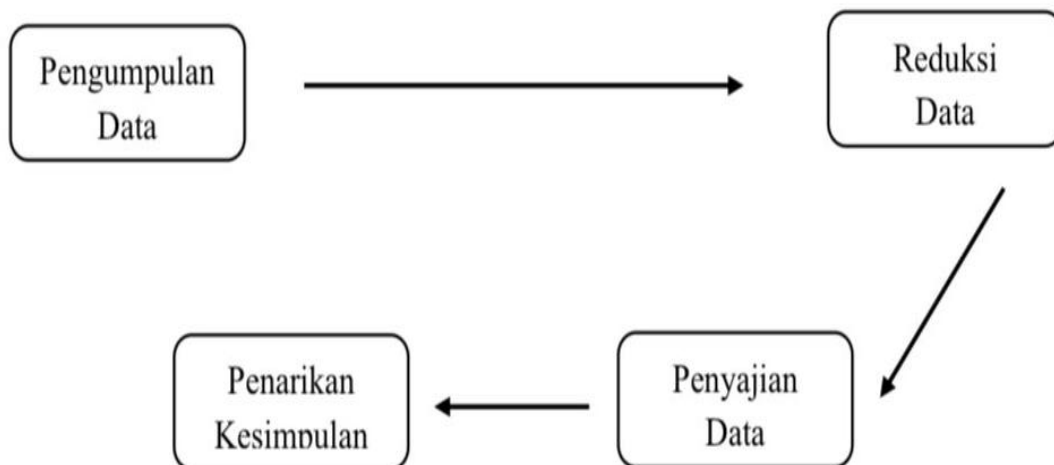 Pengumpulan
Data
Reduksi
Data
Penyajian
Data
Penarikan
Kesimpulan